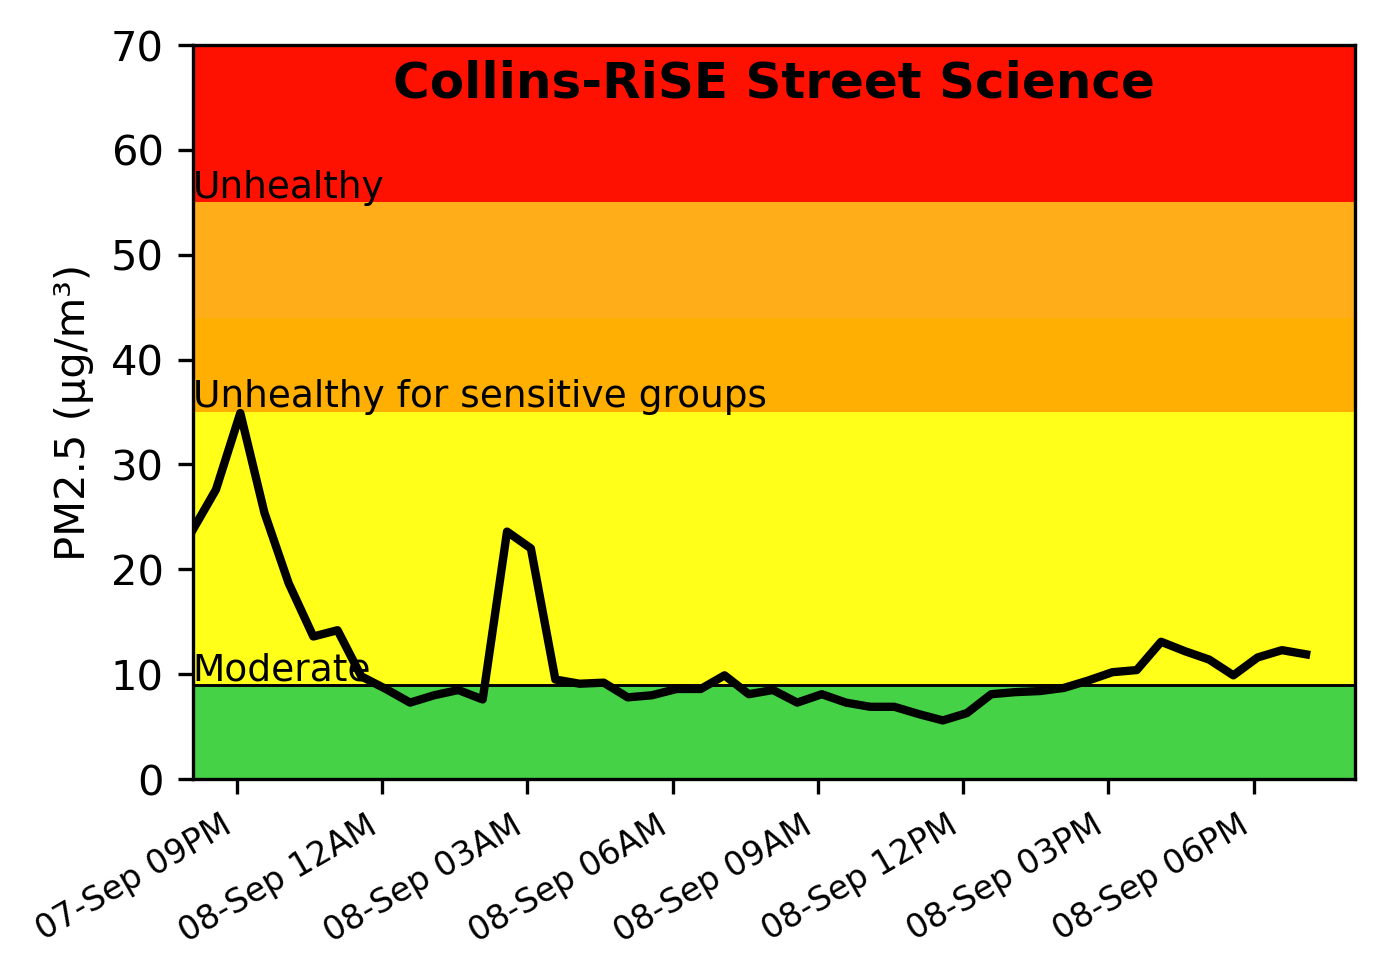 Collins-RiSE Street Science
70
60
Unhealthy
50
40
Unhealthy for sensitive groups
30
20
Moderate
10
0
PM2.5 (µg/m³)
07-Sep 09PM
08-Sep 12AM
08-Sep 03AM
08-Sep 06AM
08-Sep 09AM
08-Sep 12PM
08-Sep 03PM
08-Sep 06PM